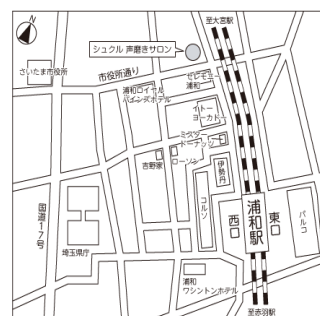 N
至大宮駅
シュクル 声磨きサロン
さいたま市役所
市役所通り
セレモニー
浦和
浦和ロイヤル
パインズホテル
イトー
ヨーカドー
ミスター
ドーナッツ
吉野家
ローソン
伊勢丹
コルソ
国道17号
浦和駅
西口
東口
パルコ
埼玉県庁
浦和
ワシントンホテル
至赤羽駅